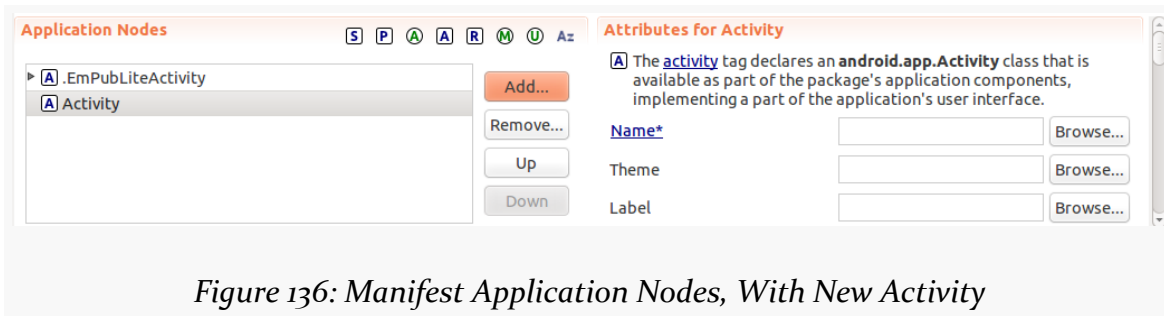 Application Nodes
S P A A R M U Az
A .EmPubLiteActivity
A Activity
Add...
Remove...
Up
Down
Attributes for Activity
A The activity tag declares an android.app.Activity class that is
available as part of the package's application components,
implementing a part of the application's user interface.
Name* Browse...
Theme Browse...
Label Browse...
Figure 136: Manifest Application Nodes, With New Activity